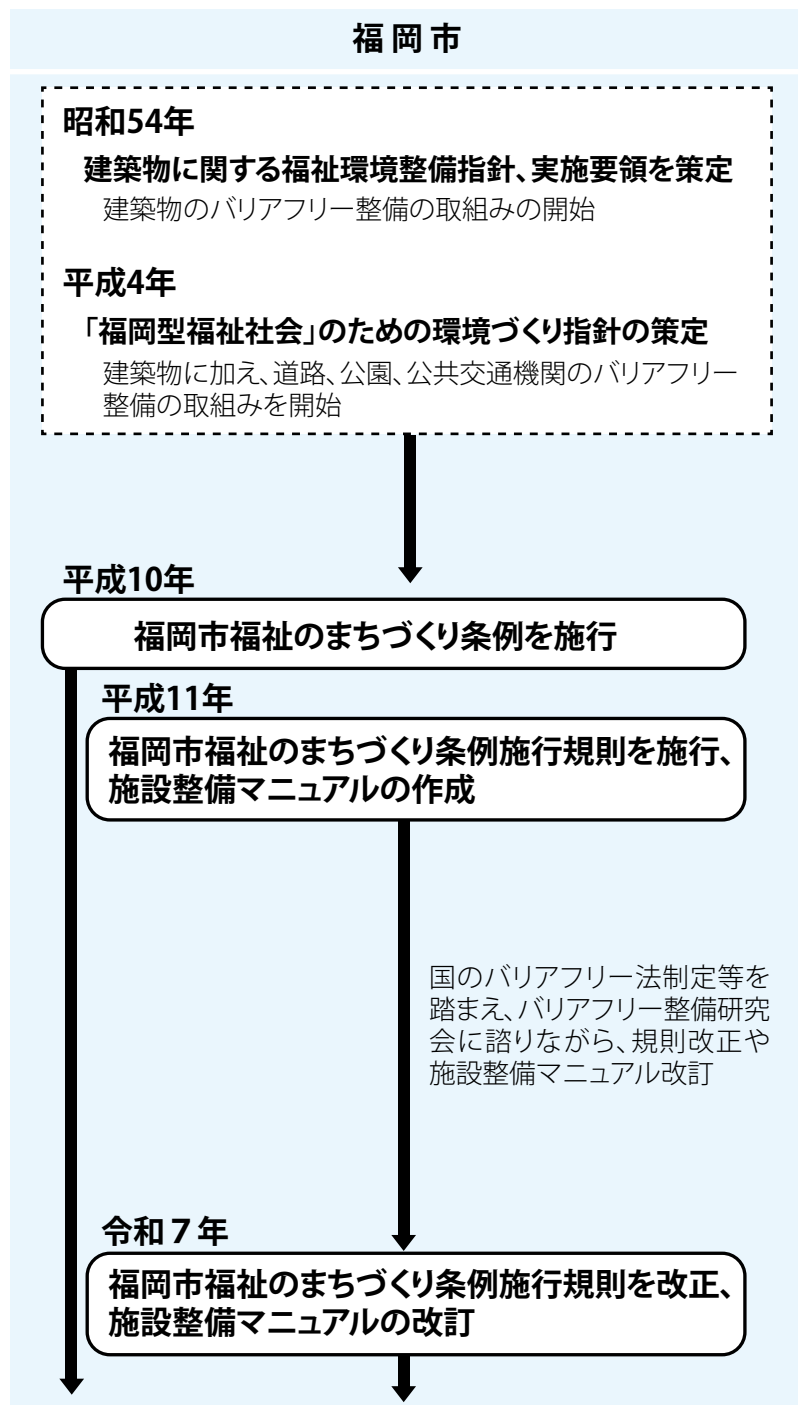 福岡市
昭和54年
建築物に関する福祉環境整備指針、実施要領を策定
建築物のバリアフリー整備の取組みの開始
平成4年
「福岡型福祉社会」のための環境づくり指針の策定
建築物に加え、道路、公園、公共交通機関のバリアフリー
整備の取組みを開始
平成10年
福岡市福祉のまちづくり条例を施行
平成11年
福岡市福祉のまちづくり条例施行規則を施行、
施設整備マニュアルの作成
国のバリアフリー法制定等を
踏まえ、バリアフリー整備研究
会に諮りながら、規則改正や
施設整備マニュアル改訂
令和７年
福岡市福祉のまちづくり条例施行規則を改正、
施設整備マニュアルの改訂